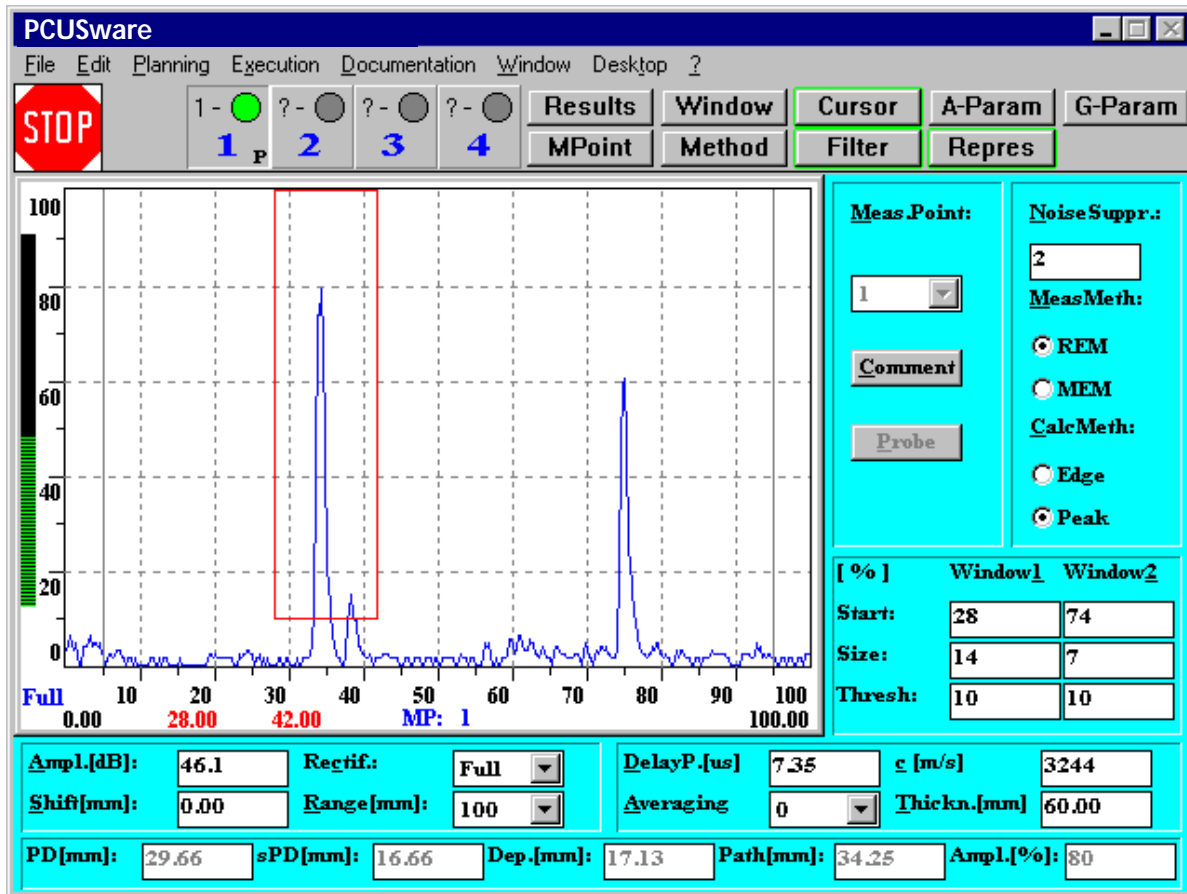 PCUSware
File Edit Planning Execution Documentation Window Desktop ?
STOP 1 - ? - ? - ? - Results Window Cursor A-Param G-Param
1 P 2 3 4 MPoint Method Filter Repres
100
80
60
40
20
0
Full 10 20 30 40 50 60 70 80 90 100
0.00 28.00 42.00 MP: 1 100.00
Meas.Point: NoiseSuppr.:
2
1 MeasMeth:
REM
Comment MEM
CalcMeth:
Probe
Edge
Peak
[ % ] Window1 Window2
Start: 28 74
Size: 14 7
Thresh: 10 10
Ampl.[dB]: 46.1 Rectif.: Full DelayP.[us] 7.35 c [m/s] 3244
Shift[mm]: 0.00 Range[mm]: 100 Averaging 0 Thickn.[mm] 60.00
PD[mm]: 29.66 sPD[mm]: 16.66 Dep.[mm]: 17.13 Path[mm]: 34.25 Ampl.[%]: 80